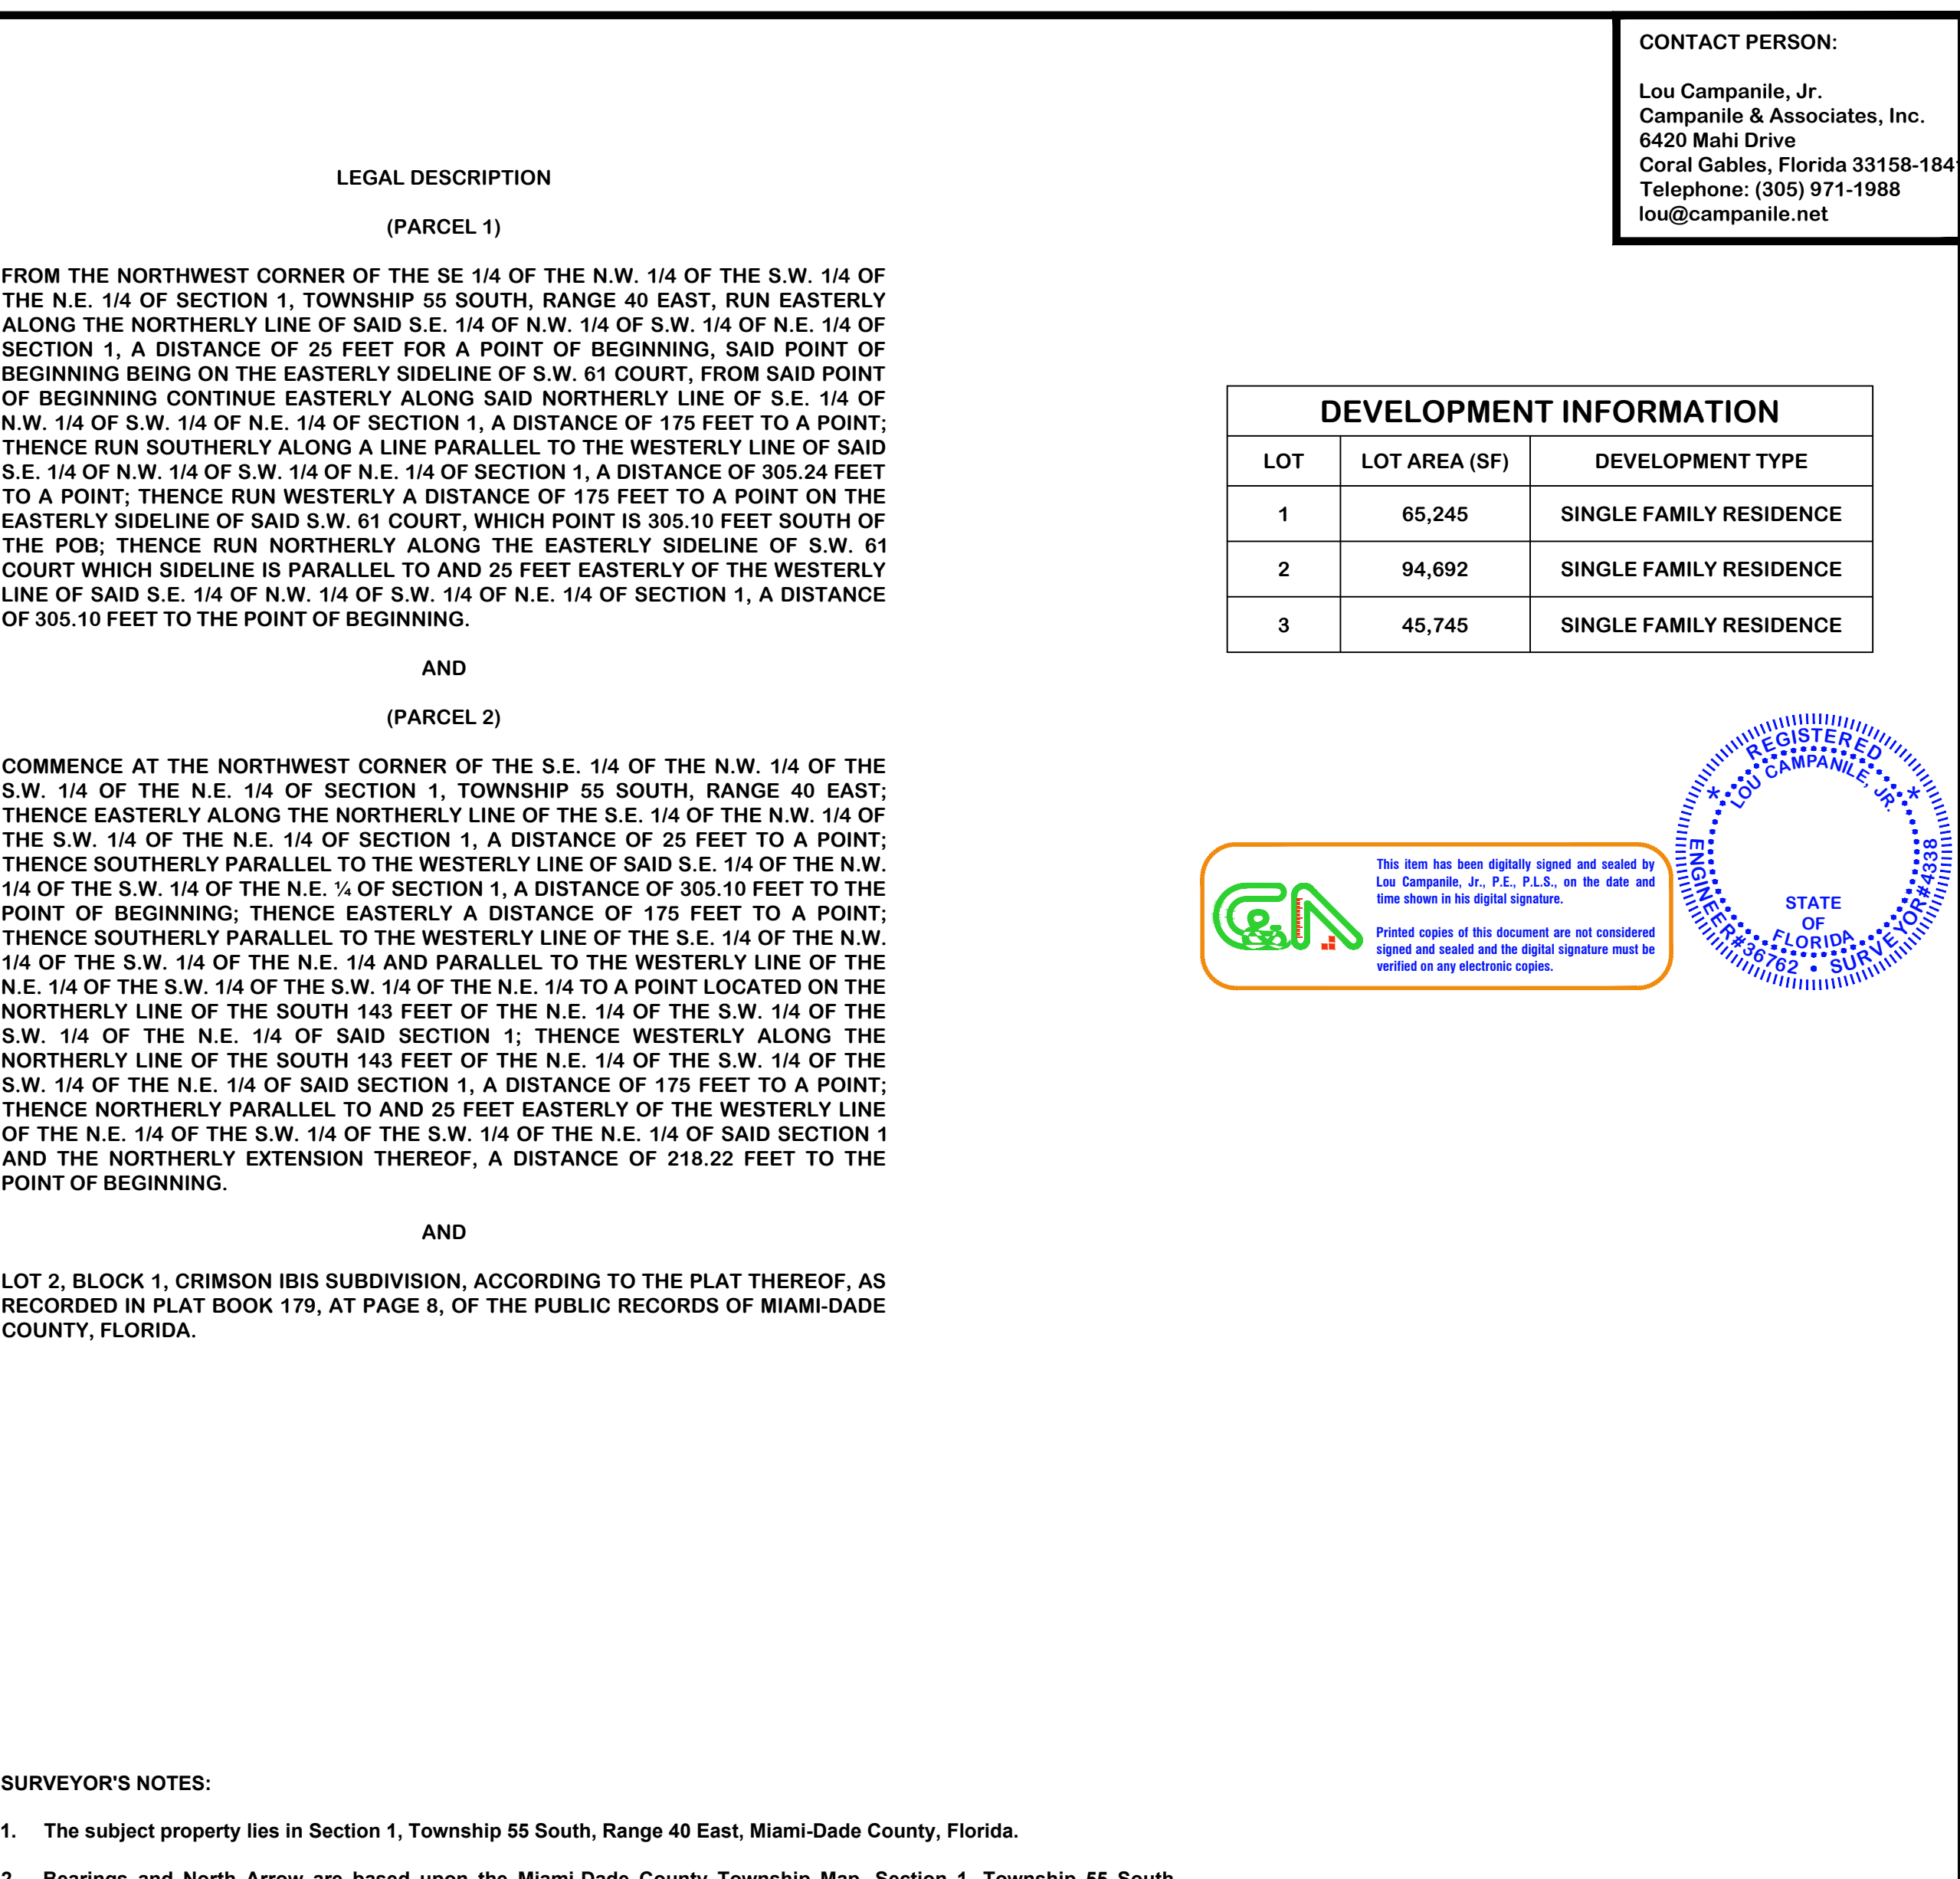 CONTACT PERSON:
Lou Campanile, Jr.
Campanile & Associates, Inc.
6420 Mahi Drive
Coral Gables, Florida 33158-184
Telephone: (305) 971-1988
lou@campanile.net
LEGAL DESCRIPTION
(PARCEL 1)
FROM THE NORTHWEST CORNER OF THE SE 1/4 OF THE N.W. 1/4 OF THE S.W. 1/4 OF
THE N.E. 1/4 OF SECTION 1, TOWNSHIP 55 SOUTH, RANGE 40 EAST, RUN EASTERLY
ALONG THE NORTHERLY LINE OF SAID S.E. 1/4 OF N.W. 1/4 OF S.W. 1/4 OF N.E. 1/4 OF
SECTION 1, A DISTANCE OF 25 FEET FOR A POINT OF BEGINNING, SAID POINT OF
BEGINNING BEING ON THE EASTERLY SIDELINE OF S.W. 61 COURT, FROM SAID POINT
OF BEGINNING CONTINUE EASTERLY ALONG SAID NORTHERLY LINE OF S.E. 1/4 OF
N.W. 1/4 OF S.W. 1/4 OF N.E. 1/4 OF SECTION 1, A DISTANCE OF 175 FEET TO A POINT;
THENCE RUN SOUTHERLY ALONG A LINE PARALLEL TO THE WESTERLY LINE OF SAID
S.E. 1/4 OF N.W. 1/4 OF S.W. 1/4 OF N.E. 1/4 OF SECTION 1, A DISTANCE OF 305.24 FEET
TO A POINT; THENCE RUN WESTERLY A DISTANCE OF 175 FEET TO A POINT ON THE
EASTERLY SIDELINE OF SAID S.W. 61 COURT, WHICH POINT IS 305.10 FEET SOUTH OF
THE POB; THENCE RUN NORTHERLY ALONG THE EASTERLY SIDELINE OF S.W. 61
COURT WHICH SIDELINE IS PARALLEL TO AND 25 FEET EASTERLY OF THE WESTERLY
LINE OF SAID S.E. 1/4 OF N.W. 1/4 OF S.W. 1/4 OF N.E. 1/4 OF SECTION 1, A DISTANCE
OF 305.10 FEET TO THE POINT OF BEGINNING.
AND
(PARCEL 2)
COMMENCE AT THE NORTHWEST CORNER OF THE S.E. 1/4 OF THE N.W. 1/4 OF THE
S.W. 1/4 OF THE N.E. 1/4 OF SECTION 1, TOWNSHIP 55 SOUTH, RANGE 40 EAST;
THENCE EASTERLY ALONG THE NORTHERLY LINE OF THE S.E. 1/4 OF THE N.W. 1/4 OF
THE S.W. 1/4 OF THE N.E. 1/4 OF SECTION 1, A DISTANCE OF 25 FEET TO A POINT;
THENCE SOUTHERLY PARALLEL TO THE WESTERLY LINE OF SAID S.E. 1/4 OF THE N.W.
1/4 OF THE S.W. 1/4 OF THE N.E. ¼ OF SECTION 1, A DISTANCE OF 305.10 FEET TO THE
POINT OF BEGINNING; THENCE EASTERLY A DISTANCE OF 175 FEET TO A POINT;
THENCE SOUTHERLY PARALLEL TO THE WESTERLY LINE OF THE S.E. 1/4 OF THE N.W.
1/4 OF THE S.W. 1/4 OF THE N.E. 1/4 AND PARALLEL TO THE WESTERLY LINE OF THE
N.E. 1/4 OF THE S.W. 1/4 OF THE S.W. 1/4 OF THE N.E. 1/4 TO A POINT LOCATED ON THE
NORTHERLY LINE OF THE SOUTH 143 FEET OF THE N.E. 1/4 OF THE S.W. 1/4 OF THE
S.W. 1/4 OF THE N.E. 1/4 OF SAID SECTION 1; THENCE WESTERLY ALONG THE
NORTHERLY LINE OF THE SOUTH 143 FEET OF THE N.E. 1/4 OF THE S.W. 1/4 OF THE
S.W. 1/4 OF THE N.E. 1/4 OF SAID SECTION 1, A DISTANCE OF 175 FEET TO A POINT;
THENCE NORTHERLY PARALLEL TO AND 25 FEET EASTERLY OF THE WESTERLY LINE
OF THE N.E. 1/4 OF THE S.W. 1/4 OF THE S.W. 1/4 OF THE N.E. 1/4 OF SAID SECTION 1
AND THE NORTHERLY EXTENSION THEREOF, A DISTANCE OF 218.22 FEET TO THE
POINT OF BEGINNING.
AND
LOT 2, BLOCK 1, CRIMSON IBIS SUBDIVISION, ACCORDING TO THE PLAT THEREOF, AS
RECORDED IN PLAT BOOK 179, AT PAGE 8, OF THE PUBLIC RECORDS OF MIAMI-DADE
COUNTY, FLORIDA.
DEVELOPMENT INFORMATION
LOT LOT AREA (SF) DEVELOPMENT TYPE
1 65,245 SINGLE FAMILY RESIDENCE
2 94,692 SINGLE FAMILY RESIDENCE
3 45,745 SINGLE FAMILY RESIDENCE
This item has been digitally signed and sealed by
Lou Campanile, Jr., P.E., P.L.S., on the date and
time shown in his digital signature.
Printed copies of this document are not considered
signed and sealed and the digital signature must be
verified on any electronic copies.
REGISTERED
LOU CAMPANILE, JR.
STATE
OF
FLORIDA
ENGINEER#36762 • SURVEYOR#4338
SURVEYOR'S NOTES:
1. The subject property lies in Section 1, Township 55 South, Range 40 East, Miami-Dade County, Florida.
2. Bearings and North Arrow are based upon the Miami-Dade County Township Map, Section 1, Township 55 South